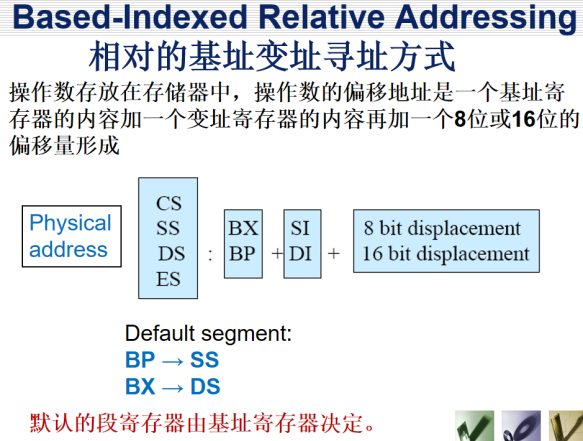 Based-Indexed Relative Addressing
相对的基址变址寻址方式
操作数存放在存储器中，操作数的偏移地址是一个基址寄
存器的内容加一个变址寄存器的内容再加一个8位或16位的
偏移量形成
Physical
address
CS
SS
DS
ES
:
BX
BP
+
SI
DI
+
8 bit displacement
16 bit displacement
Default segment:
BP → SS
BX → DS
默认的段寄存器由基址寄存器决定。